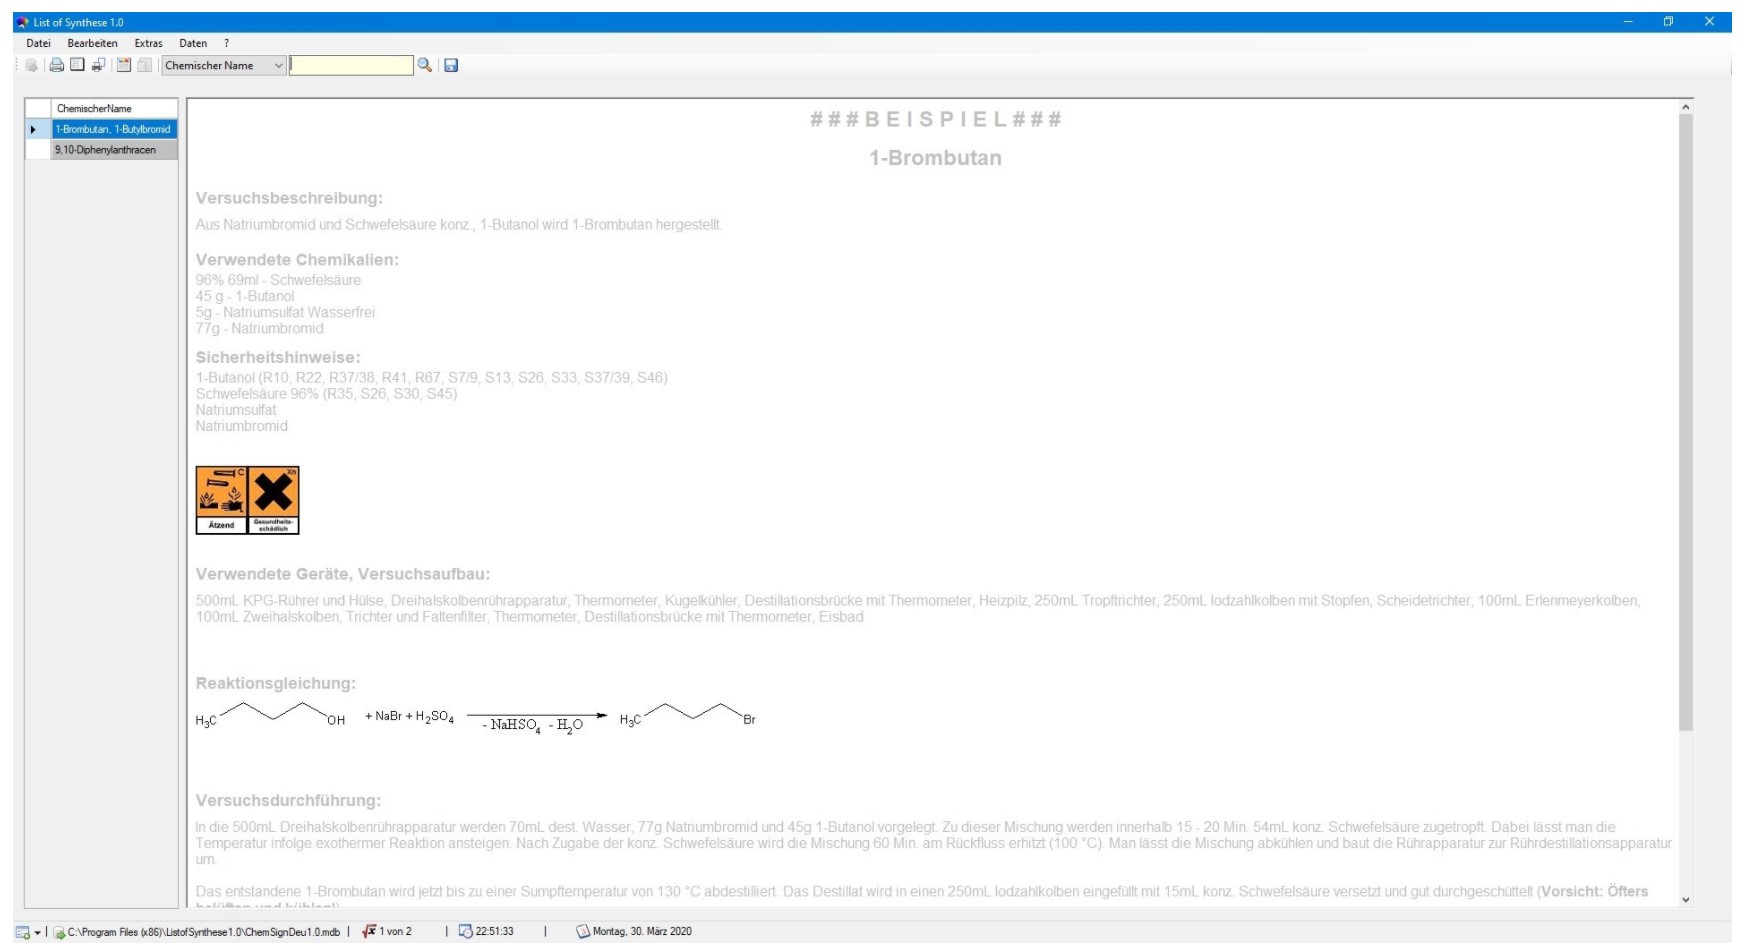 List of Synthese 1.0
Datei Bearbeiten Extras Daten ?
Chemischer Name
ChemischerName
1-Brombutan, 1-Butylbromid
9,10-Diphenylanthracen
###BEISPIEL###
1-Brombutan
Versuchsbeschreibung:
Aus Natriumbromid und Schwefelsäure konz., 1-Butanol wird 1-Brombutan hergestellt.
Verwendete Chemikalien:
96% 69ml - Schwefelsäure
45 g - 1-Butanol
5g - Natriumsulfat Wasserfrei
77g - Natriumbromid
Sicherheitshinweise:
1-Butanol (R10, R22, R37/38, R41, R67, S7/9, S13, S26, S33, S37/39, S46)
Schwefelsäure 96% (R35, S26, S30, S45)
Natriumsulfat
Natriumbromid
C Xn
Ätzend Gesundheits-
schädlich
Verwendete Geräte, Versuchsaufbau:
500mL KPG-Rührer und Hülse, Dreihalskolbenrührapparatur, Thermometer, Kugelkühler, Destillationsbrücke mit Thermometer, Heizpilz, 250mL Tropftrichter, 250mL Iodzahlkolben mit Stopfen, Scheidetrichter, 100mL Erlenmeyerkolben,
100mL Zweihalskolben, Trichter und Faltenfilter, Thermometer, Destillationsbrücke mit Thermometer, Eisbad
Reaktionsgleichung:
H3C OH + NaBr + H2SO4 - NaHSO4 - H2O H3C Br
Versuchsdurchführung:
In die 500mL Dreihalskolbenrührapparatur werden 70mL dest. Wasser, 77g Natriumbromid und 45g 1-Butanol vorgelegt. Zu dieser Mischung werden innerhalb 15 - 20 Min. 54mL konz. Schwefelsäure zugetropft. Dabei lässt man die
Temperatur infolge exothermer Reaktion ansteigen. Nach Zugabe der konz. Schwefelsäure wird die Mischung 60 Min. am Rückfluss erhitzt (100 °C). Man lässt die Mischung abkühlen und baut die Rührapparatur zur Rührdestillationsapparatur
um.
Das entstandene 1-Brombutan wird jetzt bis zu einer Sumpftemperatur von 130 °C abdestilliert. Das Destillat wird in einen 250mL Iodzahlkolben eingefüllt mit 15mL konz. Schwefelsäure versetzt und gut durchgeschüttelt (Vorsicht: Öfters
C:\Program Files (x86)\ListofSynthese1.0\ChemSignDeu1.0.mdb | 1 von 2 | 22:51:33 | Montag, 30. März 2020